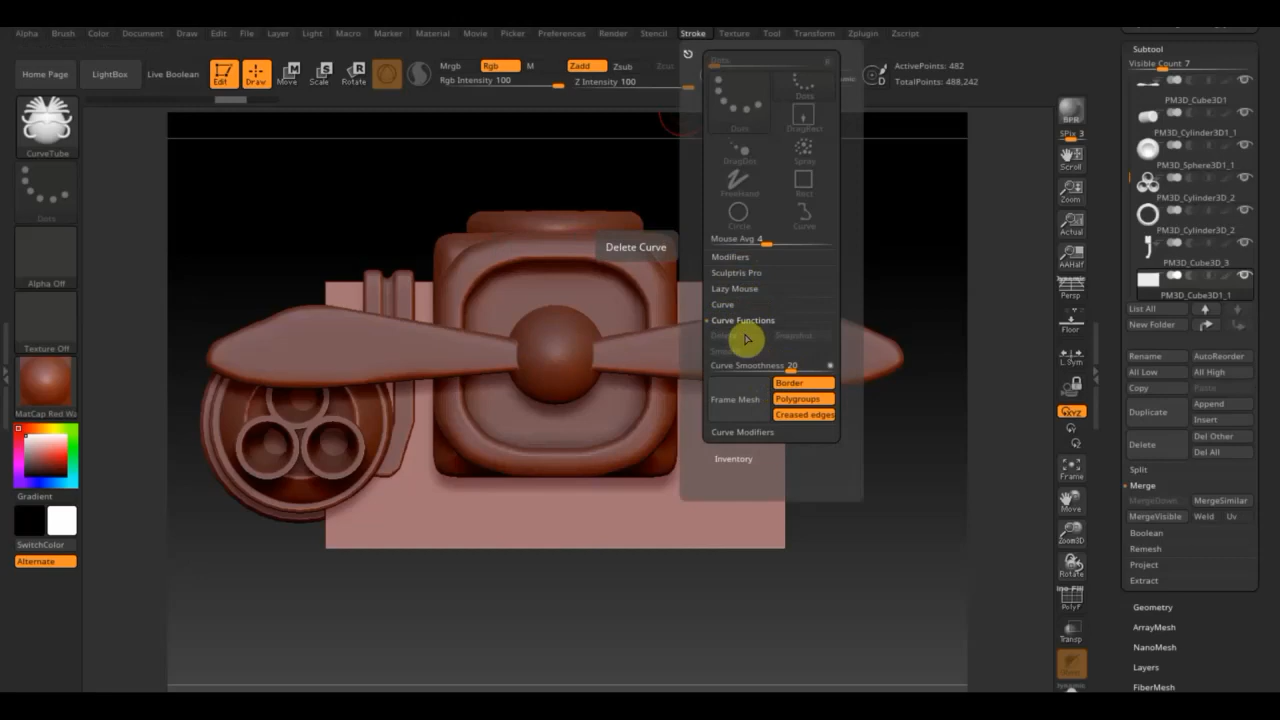 Alpha Brush Color Document Draw Edit File Layer Light Macro Marker Material Movie Picker Preferences Render Stencil Stroke Texture Tool Transform Zplugin Zscript
Home Page
LightBox
Live Boolean
Edit
Draw
Move
Scale
Rotate
Mrgb Rgb M
Rgb Intensity 100
Zadd Zsub Zcut
Z Intensity 100
ActivePoints: 482
TotalPoints: 488,242
CurveTube
Dots
Alpha Off
Texture Off
MatCap Red Wa
Gradient
SwitchColor
Alternate
Delete Curve
Dots
Dots
Dots
DragRect
DragDot
Spray
FreeHand
Rect
Circle
Curve
Mouse Avg 4
Modifiers
Sculptris Pro
Lazy Mouse
Curve
Curve Functions
Delete
Snapshot
Curve Smoothness 20
Frame Mesh
Border
Polygroups
Creased edges
Curve Modifiers
Inventory
BPR
SPix 3
Scroll
Zoom
Actual
AAHalf
Dynamic
Persp
Floor
L.Sym
XYZ
Frame
Move
Zoom3D
Rotate
PolyF
Transp
Dynamic
Subtool
Visible Count 7
PM3D_Cube3D1
PM3D_Cylinder3D1_1
PM3D_Sphere3D1_1
PM3D_Cylinder3D_2
PM3D_Cylinder3D_2
PM3D_Cube3D_3
PM3D_Cube3D1_1
List All
New Folder
Rename
AutoReorder
All Low
All High
Copy
Paste
Duplicate
Append
Insert
Delete
Del Other
Del All
Split
Merge
MergeDown
MergeSimilar
MergeVisible
Weld
Uv
Boolean
Remesh
Project
Extract
Geometry
ArrayMesh
NanoMesh
Layers
FiberMesh